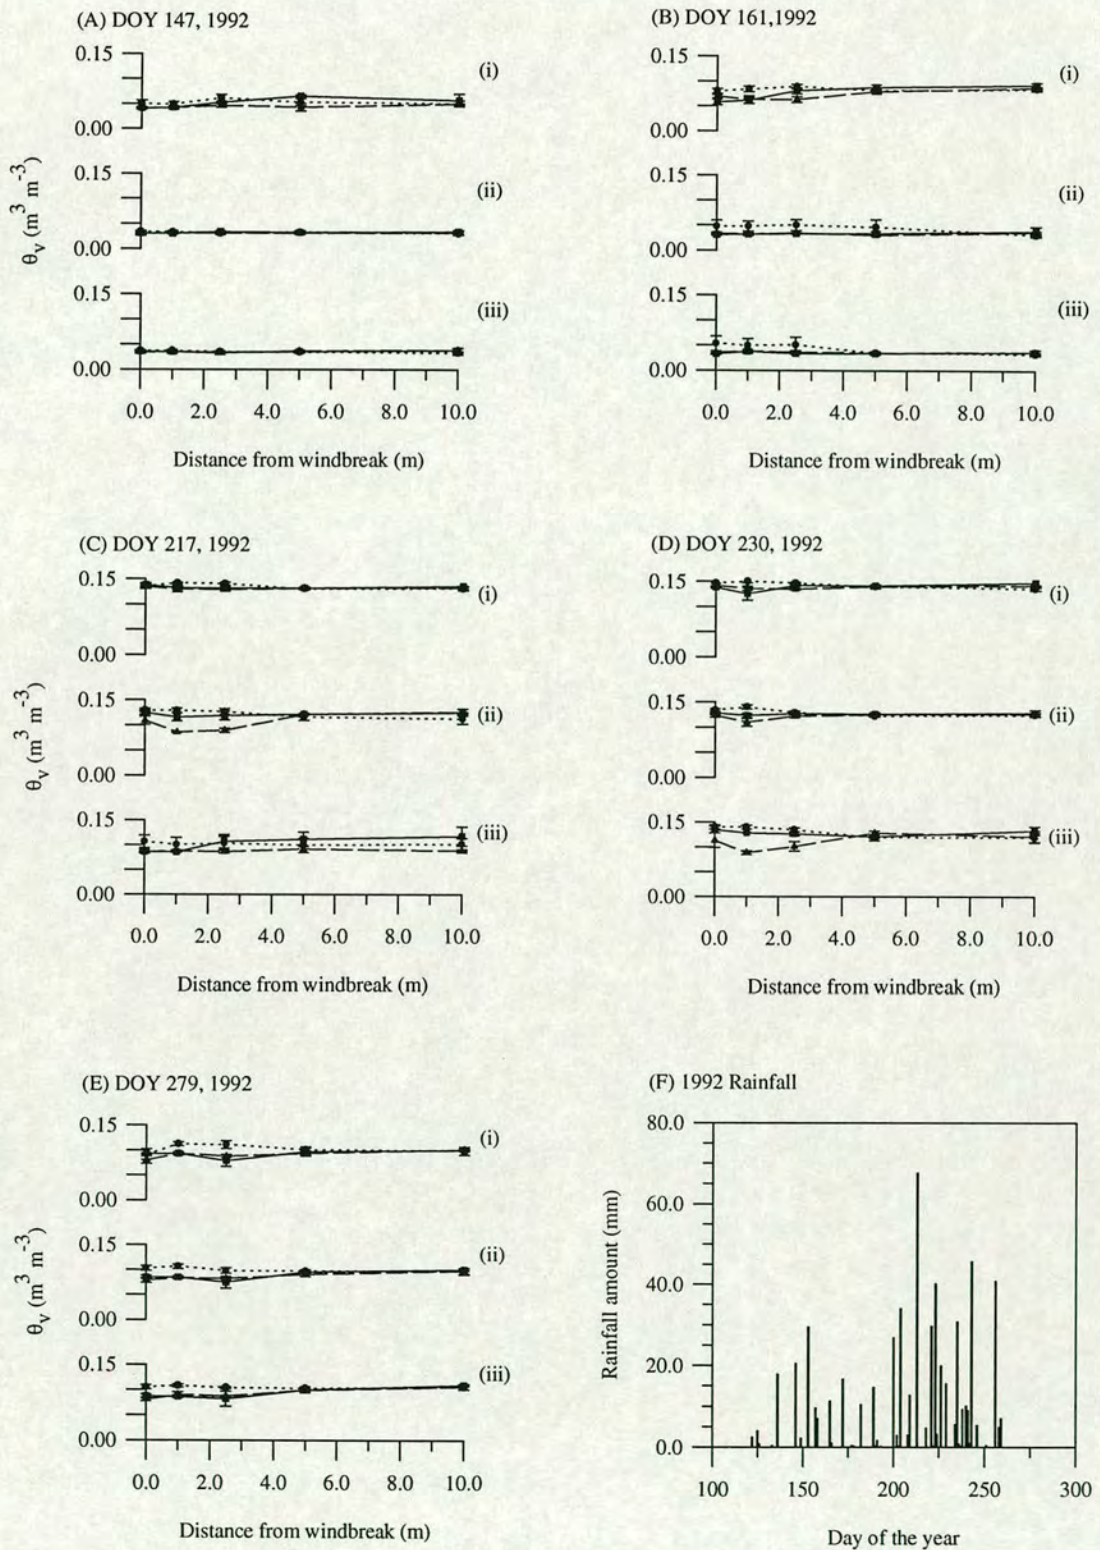 (A) DOY 147, 1992
0.15
0.00
(i)
0.15
0.00
(ii)
0.15
0.00
(iii)
θv (m3 m-3)
0.0 2.0 4.0 6.0 8.0 10.0
Distance from windbreak (m)
(B) DOY 161,1992
0.15
0.00
(i)
0.15
0.00
(ii)
0.15
0.00
(iii)
0.0 2.0 4.0 6.0 8.0 10.0
Distance from windbreak (m)
(C) DOY 217, 1992
0.15
0.00
(i)
0.15
0.00
(ii)
0.15
0.00
(iii)
θv (m3 m-3)
0.0 2.0 4.0 6.0 8.0 10.0
Distance from windbreak (m)
(D) DOY 230, 1992
0.15
0.00
(i)
0.15
0.00
(ii)
0.15
0.00
(iii)
0.0 2.0 4.0 6.0 8.0 10.0
Distance from windbreak (m)
(E) DOY 279, 1992
0.15
0.00
(i)
0.15
0.00
(ii)
0.15
0.00
(iii)
θv (m3 m-3)
0.0 2.0 4.0 6.0 8.0 10.0
Distance from windbreak (m)
(F) 1992 Rainfall
80.0
60.0
40.0
20.0
0.0
Rainfall amount (mm)
100 150 200 250 300
Day of the year